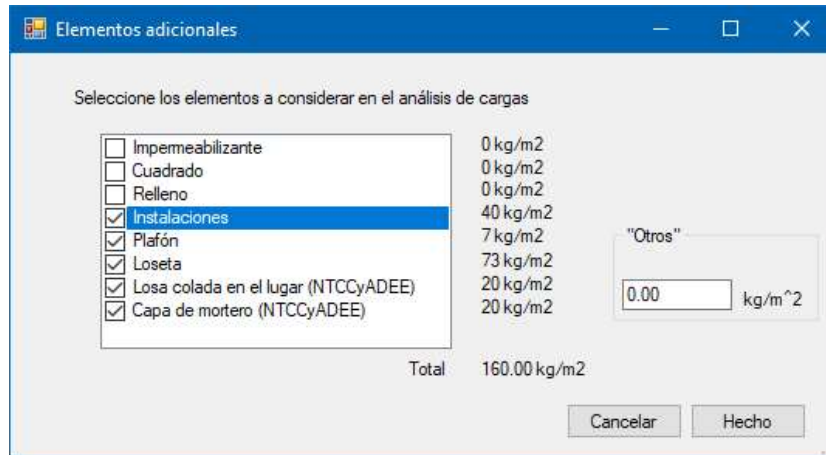 Elementos adicionales
Seleccione los elementos a considerar en el análisis de cargas
Impermeabilizante 0 kg/m2
Cuadrado 0 kg/m2
Relleno 0 kg/m2
Instalaciones 40 kg/m2
Plafón 7 kg/m2
Loseta 73 kg/m2
Losa colada en el lugar (NTCCyADEE) 20 kg/m2
Capa de mortero (NTCCyADEE) 20 kg/m2
"Otros"
0.00 kg/m^2
Total 160.00 kg/m2
Cancelar Hecho